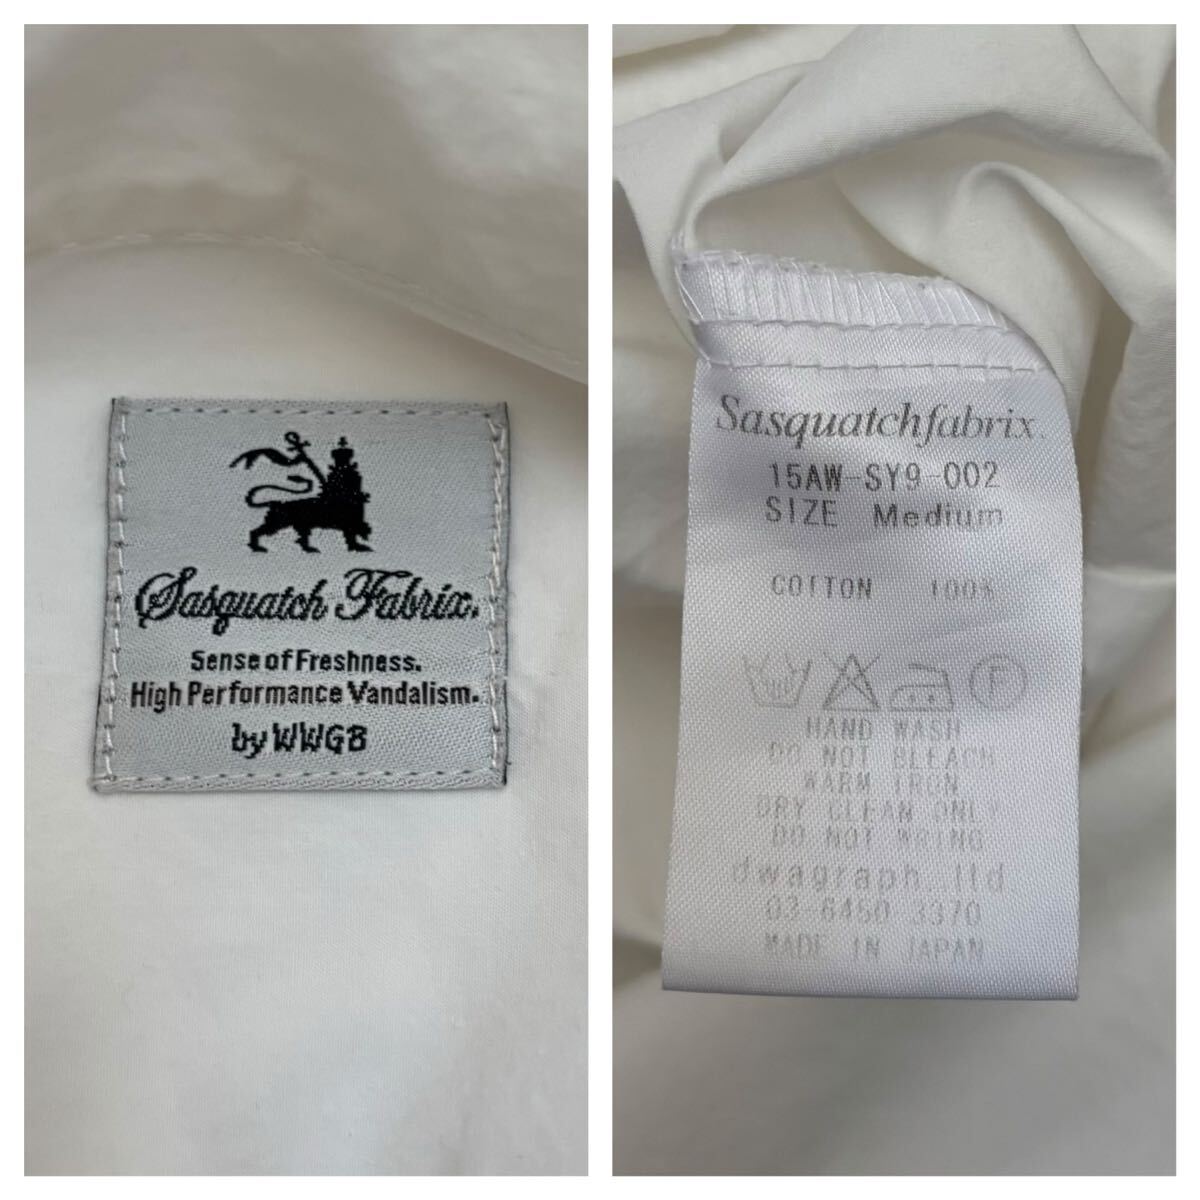 Sasquatch Fabrix.
Sense of Freshness.
High Performance Vandalism.
by WWGB
Sasquatchfabrix.
15AW-SY9-002
SIZE Medium
COTTON 100%
F
HAND WASH
DO NOT BLEACH
WARM IRON
DRY CLEAN ONLY
DO NOT WRING
dwagraph.,ltd.
03-6450-3370
MADE IN JAPAN